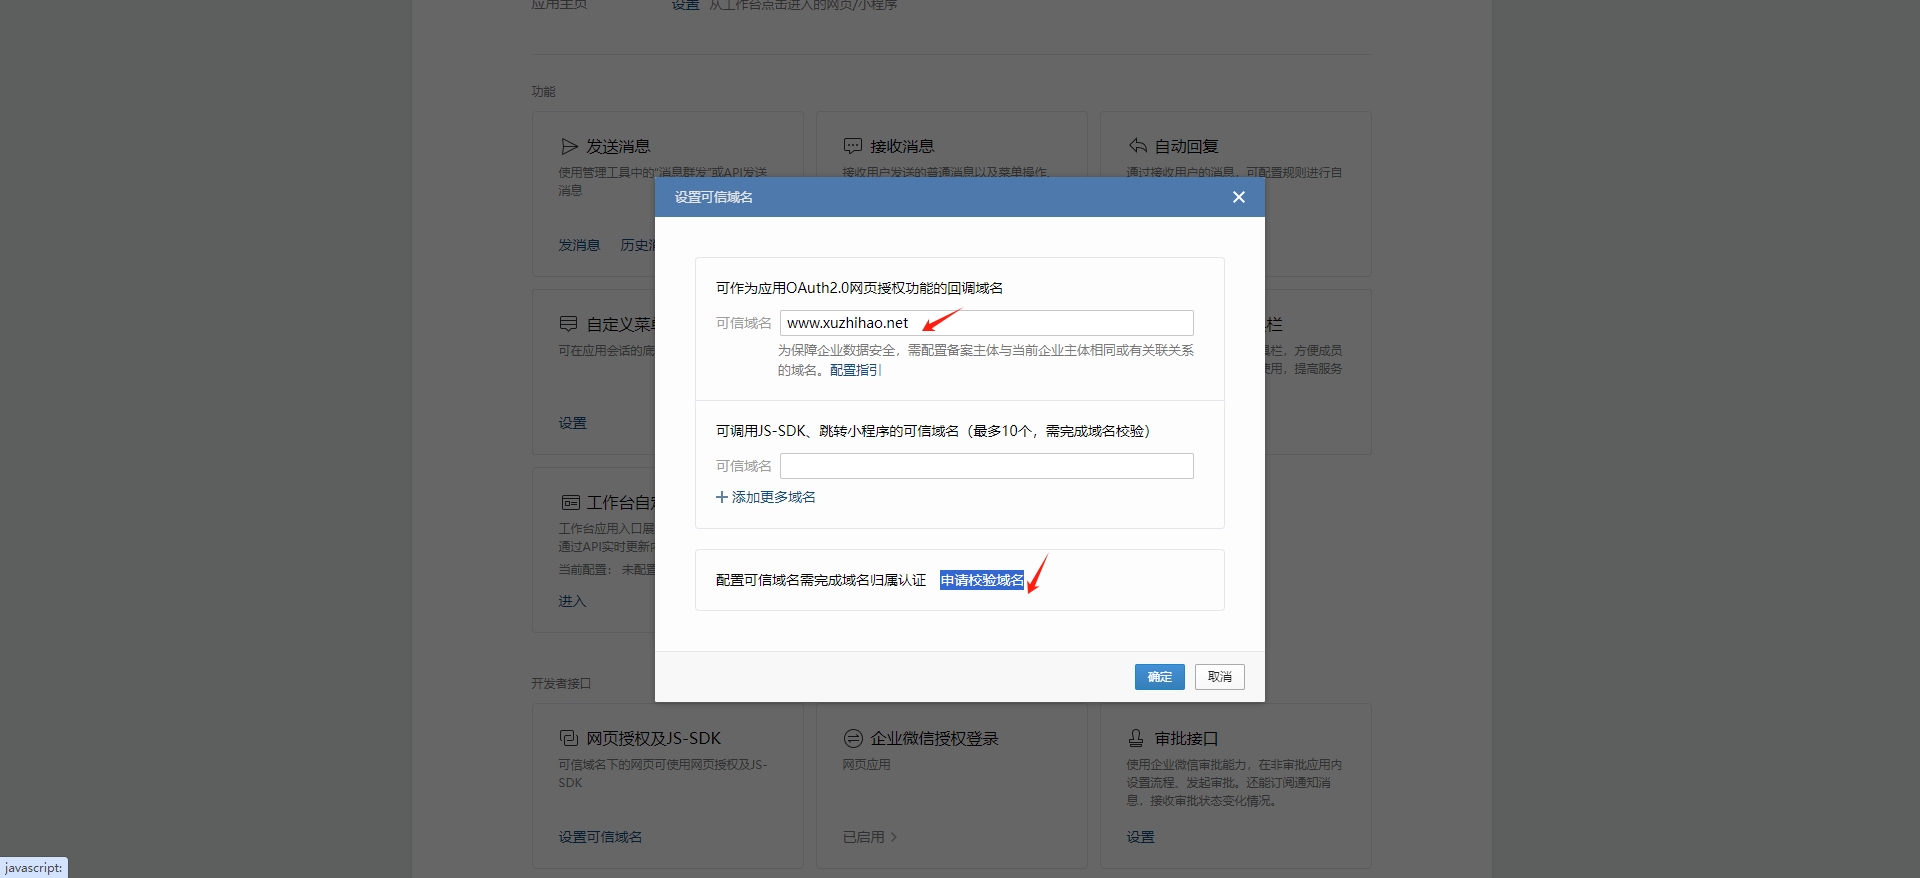 应用主页 设置 从工作台点击进入的网页/小程序
功能
发送消息
使用管理工具中的“消息群发”或API发送
消息
发消息 历史消
接收消息
接收用户发送的普通消息以及菜单操作、
自动回复
通过接收用户的消息，可配置规则进行自
设置可信域名
可作为应用OAuth2.0网页授权功能的回调域名
可信域名 www.xuzhihao.net
为保障企业数据安全，需配置备案主体与当前企业主体相同或有关联关系
的域名。配置指引
可调用JS-SDK、跳转小程序的可信域名（最多10个，需完成域名校验）
可信域名
添加更多域名
配置可信域名需完成域名归属认证 申请校验域名
确定 取消
自定义菜单
可在应用会话的底
设置
栏
具栏，方便成员
使用，提高服务
工作台自定
工作台应用入口展
通过API实时更新内
当前配置： 未配置
进入
开发者接口
网页授权及JS-SDK
可信域名下的网页可使用网页授权及JS-
SDK
设置可信域名
企业微信授权登录
网页应用
已启用
审批接口
使用企业微信审批能力，在非审批应用内
设置流程、发起审批。还能订阅通知消
息，接收审批状态变化情况。
设置
javascript: